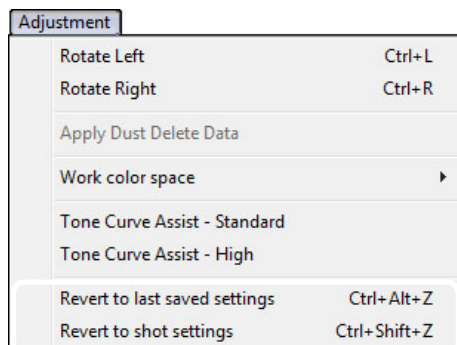 Adjustment
Rotate Left Ctrl+L
Rotate Right Ctrl+R
Apply Dust Delete Data
Work color space
Tone Curve Assist - Standard
Tone Curve Assist - High
Revert to last saved settings Ctrl+Alt+Z
Revert to shot settings Ctrl+Shift+Z